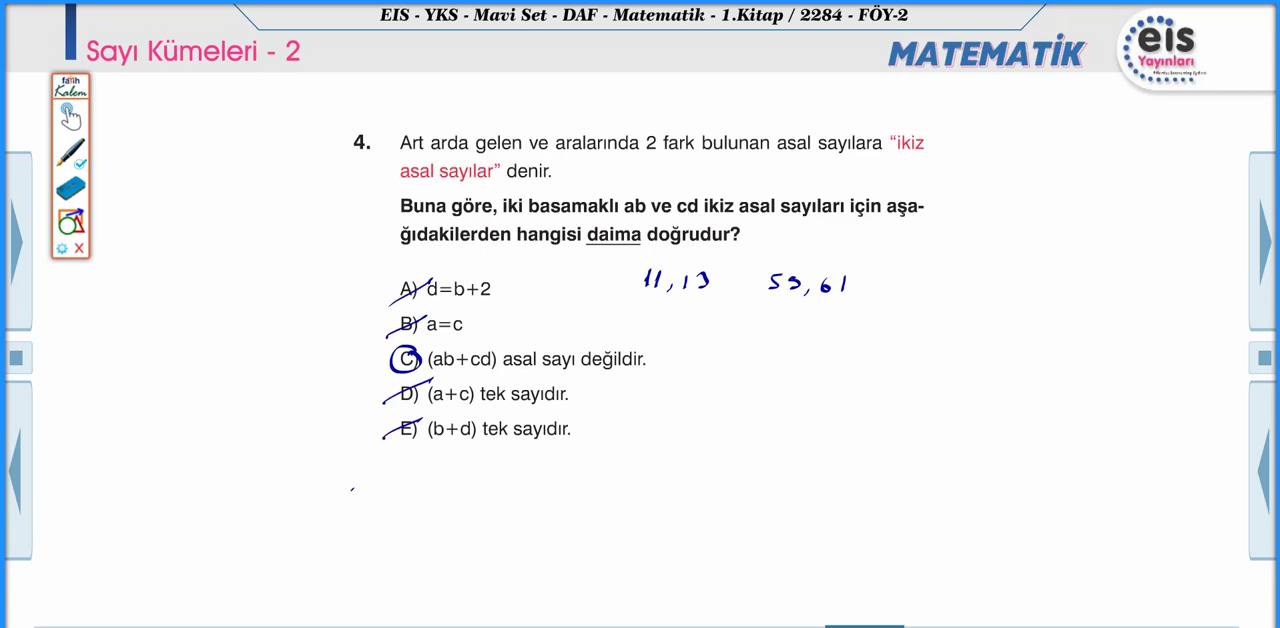 EIS - YKS - Mavi Set - DAF - Matematik - 1.Kitap / 2284 - FÖY-2
Sayı Kümeleri - 2
MATEMATİK
eis
Yayınları
fatih
Kalem
4. Art arda gelen ve aralarında 2 fark bulunan asal sayılara “ikiz
asal sayılar” denir.
Buna göre, iki basamaklı ab ve cd ikiz asal sayıları için aşa-
ğıdakilerden hangisi daima doğrudur?
11, 13 59, 61
A) d=b+2
B) a=c
C) (ab+cd) asal sayı değildir.
D) (a+c) tek sayıdır.
E) (b+d) tek sayıdır.